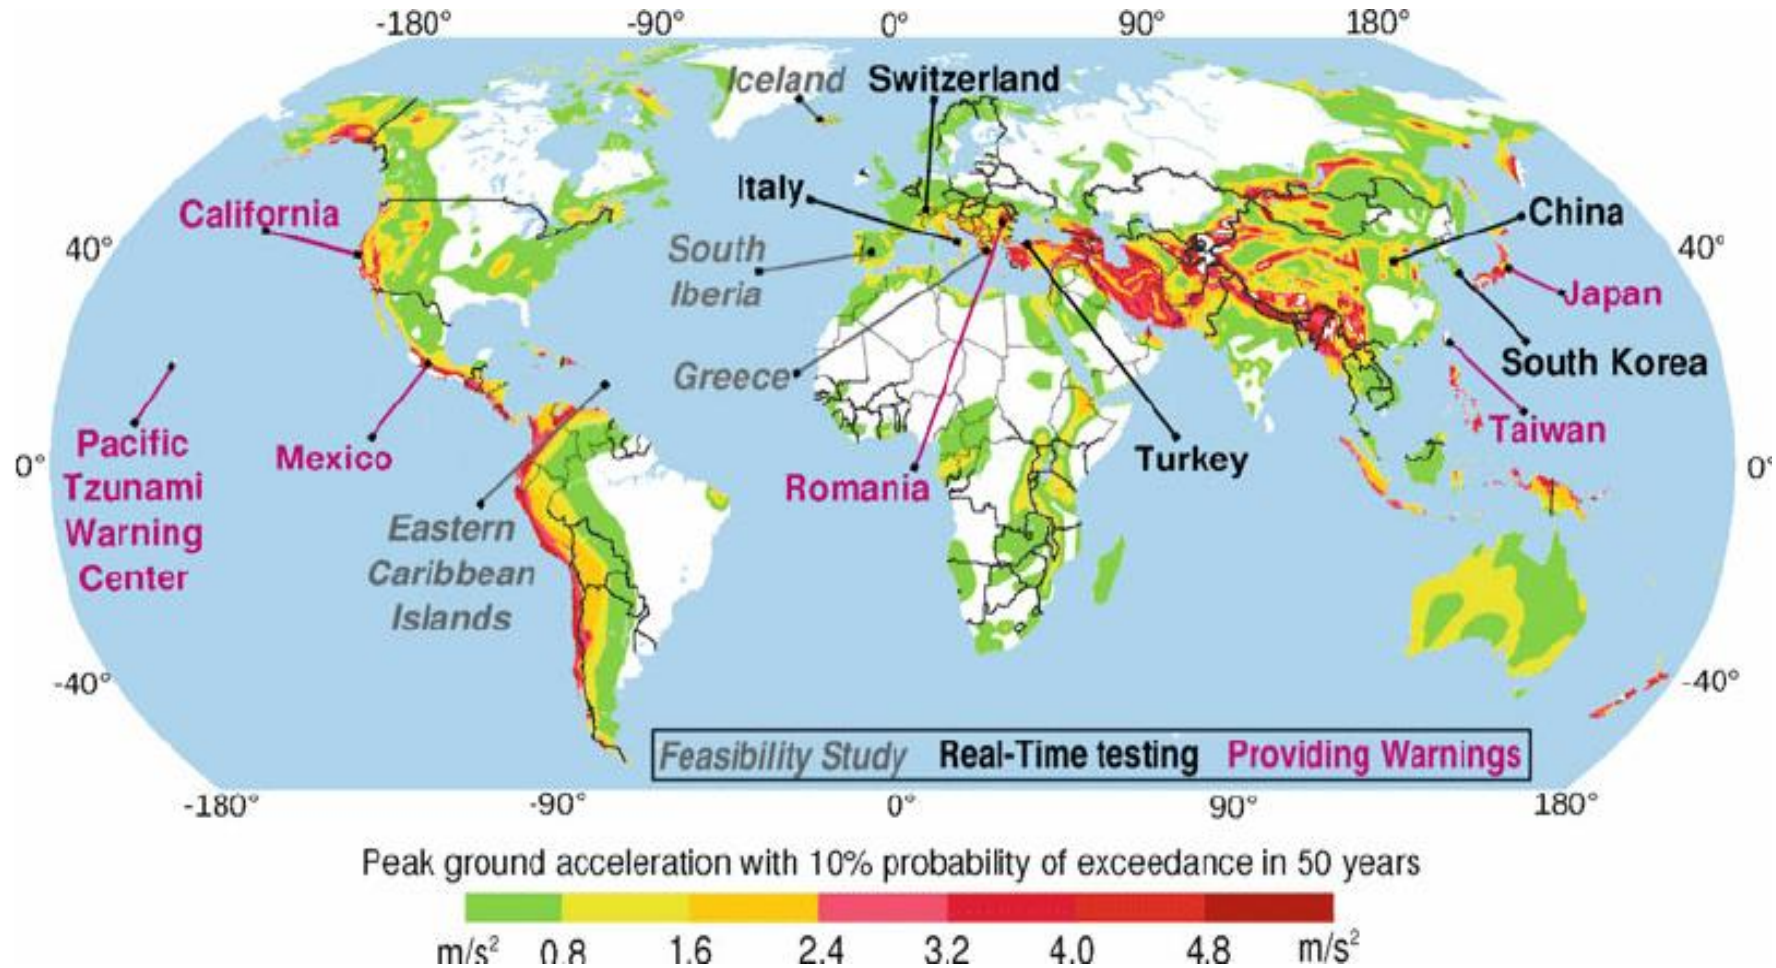 -180° -90° 0° 90° 180°
Iceland Switzerland
Italy
California
China
40° 40°
South
Iberia
Japan
South Korea
Greece
Taiwan
Pacific
Tzunami
Warning
Center
Mexico
Turkey
0° 0°
Romania
Eastern
Caribbean
Islands
-40° -40°
Feasibility Study Real-Time testing Providing Warnings
-180° -90° 0° 90° 180°
Peak ground acceleration with 10% probability of exceedance in 50 years
m/s² 0.8 1.6 2.4 3.2 4.0 4.8 m/s²